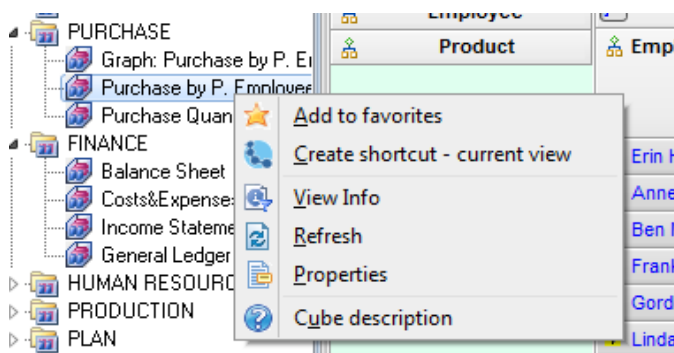 PURCHASE
Graph: Purchase by P.
Purchase by P. Employee
Purchase Quan
FINANCE
Balance Sheet
Costs&Expense
Income Stateme
General Ledger
HUMAN RESOURC
PRODUCTION
PLAN
Add to favorites
Create shortcut - current view
View Info
Refresh
Properties
Cube description
Employee
Product
Emp
Erin
Anne
Ben
Frank
Gord
Linda